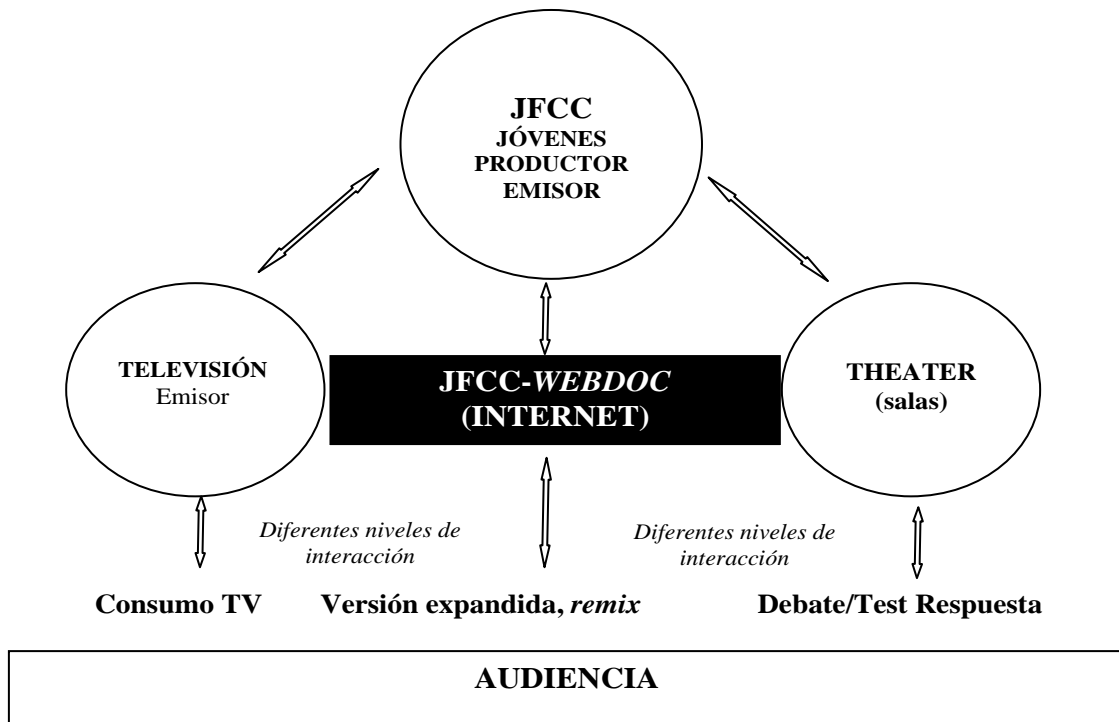 JFCC
JÓVENES
PRODUCTOR
EMISOR
TELEVISIÓN
Emisor
JFCC-WEBDOC
(INTERNET)
THEATER
(salas)
Diferentes niveles de
interacción
Diferentes niveles de
interacción
Consumo TV
Versión expandida, remix
Debate/Test Respuesta
AUDIENCIA